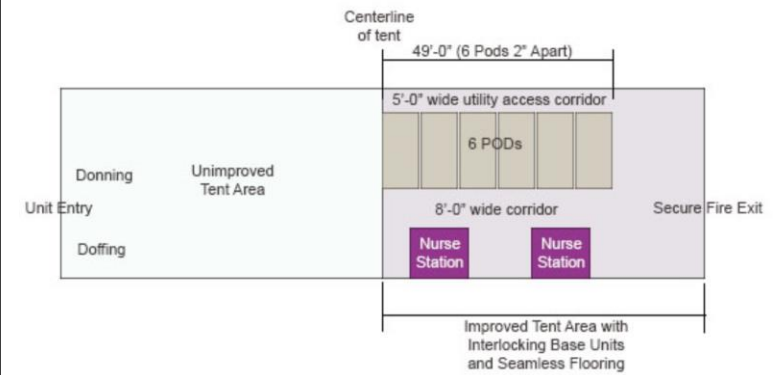 Centerline
of tent
49'-0" (6 Pods 2" Apart)
5'-0" wide utility access corridor
6 PODs
Donning
Unimproved
Tent Area
Unit Entry
8'-0" wide corridor
Secure Fire Exit
Doffing
Nurse
Station
Nurse
Station
Improved Tent Area with
Interlocking Base Units
and Seamless Flooring